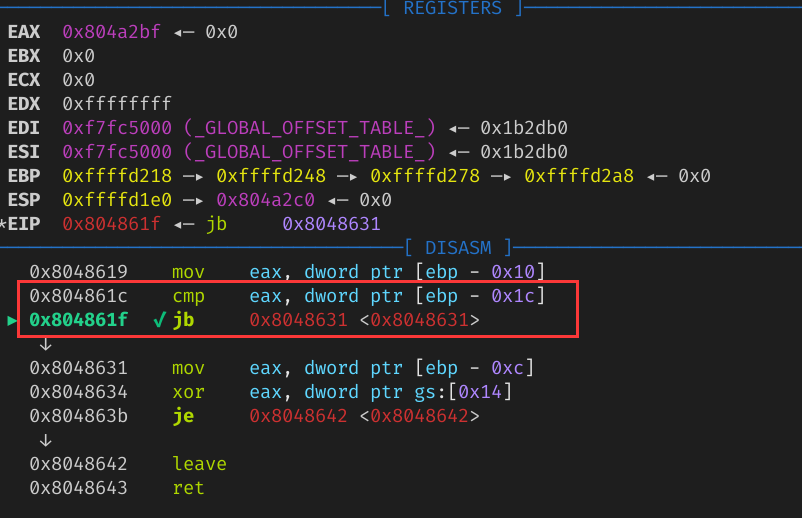 [ REGISTERS ]
EAX  0x804a2bf ◂— 0x0
EBX  0x0
ECX  0x0
EDX  0xffffffff
EDI  0xf7fc5000 (_GLOBAL_OFFSET_TABLE_) ◂— 0x1b2db0
ESI  0xf7fc5000 (_GLOBAL_OFFSET_TABLE_) ◂— 0x1b2db0
EBP  0xffffd218 —▸ 0xffffd248 —▸ 0xffffd278 —▸ 0xffffd2a8 ◂— 0x0
ESP  0xffffd1e0 —▸ 0x804a2c0 ◂— 0x0
*EIP  0x804861f ◂— jb     0x8048631
[ DISASM ]
0x8048619    mov    eax, dword ptr [ebp - 0x10]
0x804861c    cmp    eax, dword ptr [ebp - 0x1c]
► 0x804861f  ✓ jb     0x8048631 <0x8048631>
↓
0x8048631    mov    eax, dword ptr [ebp - 0xc]
0x8048634    xor    eax, dword ptr gs:[0x14]
0x804863b    je     0x8048642 <0x8048642>
↓
0x8048642    leave
0x8048643    ret